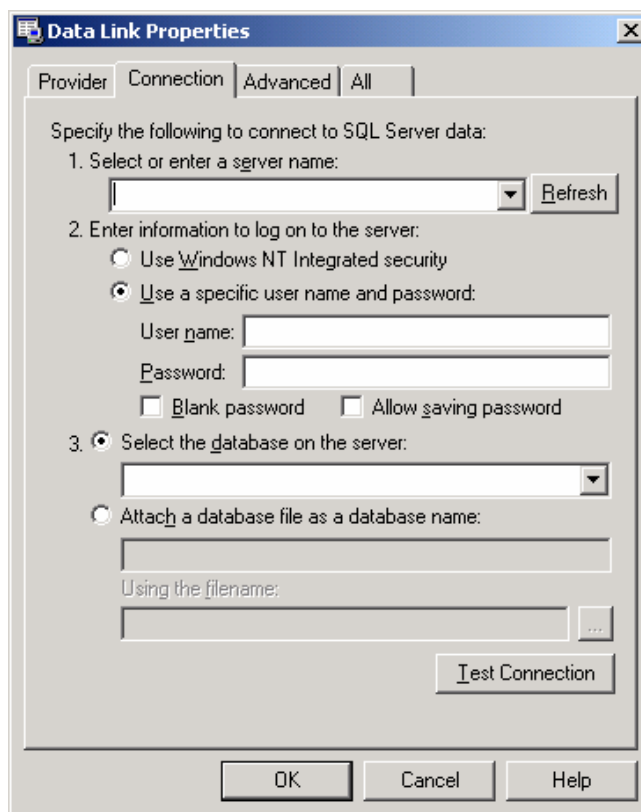 Data Link Properties
Provider Connection Advanced All
Specify the following to connect to SQL Server data:
1. Select or enter a server name:
Refresh
2. Enter information to log on to the server:
Use Windows NT Integrated security
Use a specific user name and password:
User name:
Password:
Blank password Allow saving password
3. Select the database on the server:
Attach a database file as a database name:
Using the filename:
...
Test Connection
OK Cancel Help